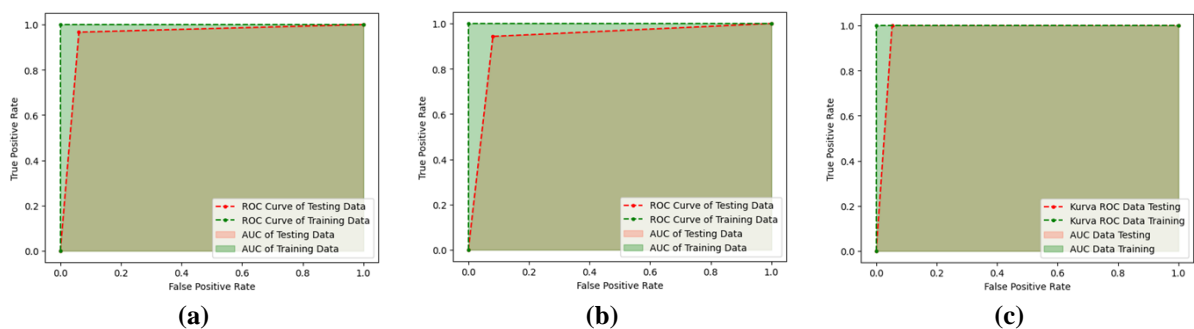 1.0
0.8
0.6
0.4
0.2
0.0
True Positive Rate
ROC Curve of Testing Data
ROC Curve of Training Data
AUC of Testing Data
AUC of Training Data
0.0 0.2 0.4 0.6 0.8 1.0
False Positive Rate
(a)
1.0
0.8
0.6
0.4
0.2
0.0
True Positive Rate
ROC Curve of Testing Data
ROC Curve of Training Data
AUC of Testing Data
AUC of Training Data
0.0 0.2 0.4 0.6 0.8 1.0
False Positive Rate
(b)
1.0
0.8
0.6
0.4
0.2
0.0
True Positive Rate
Kurva ROC Data Testing
Kurva ROC Data Training
AUC Data Testing
AUC Data Training
0.0 0.2 0.4 0.6 0.8 1.0
False Positive Rate
(c)